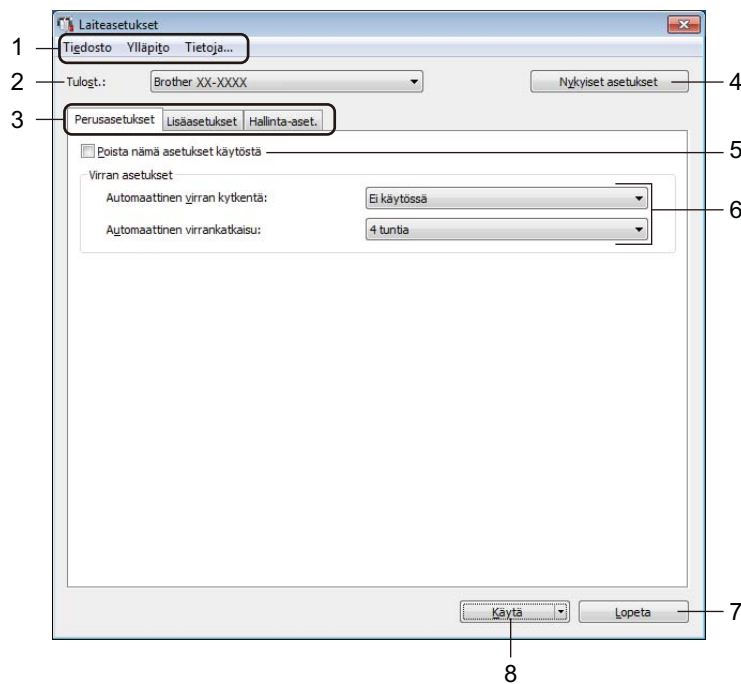 Laiteasetukset
1 Tiedosto Ylläpito Tietoja...
2 Tulost.: Brother XX-XXXX Nykyiset asetukset 4
3 Perusasetukset Lisäasetukset Hallinta-aset.
Poista nämä asetukset käytöstä 5
Virran asetukset
Automaattinen virran kytkentä: Ei käytössä
6
Automaattinen virrankatkaisu: 4 tuntia
Käytä Lopeta 7
8